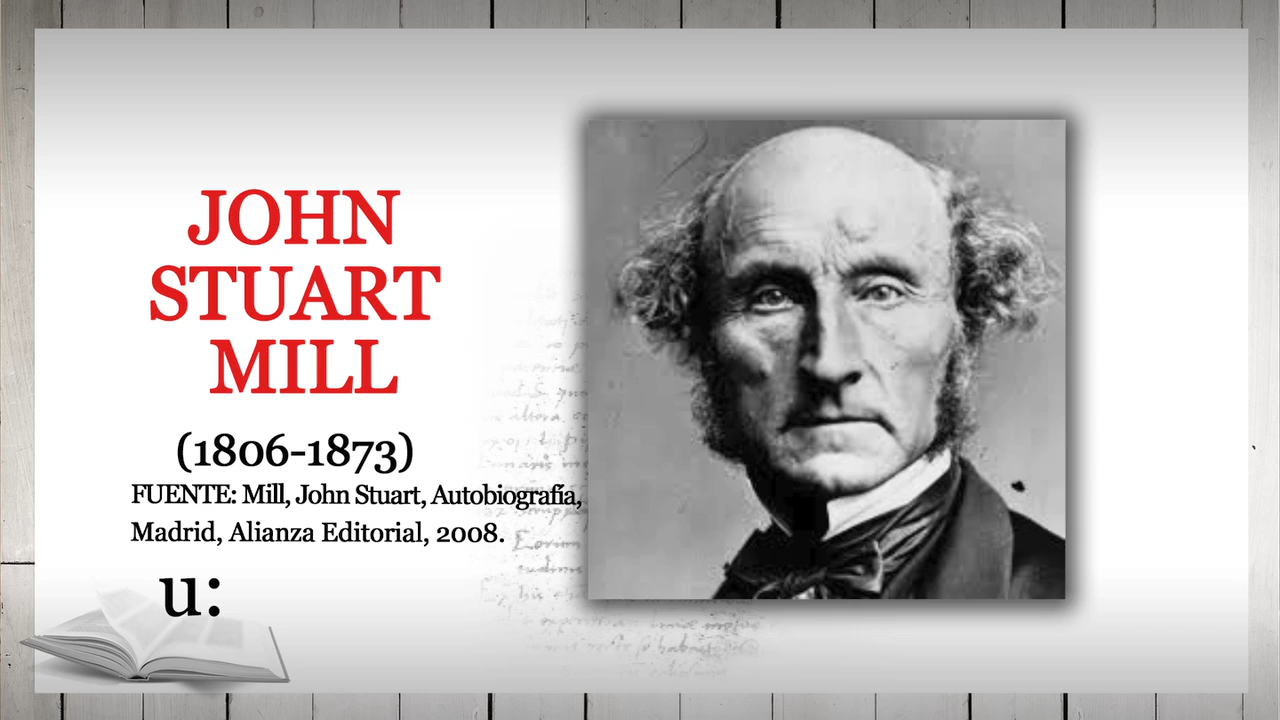 JOHN
STUART
MILL
(1806-1873)
FUENTE: Mill, John Stuart, Autobiografía,
Madrid, Alianza Editorial, 2008.
u: